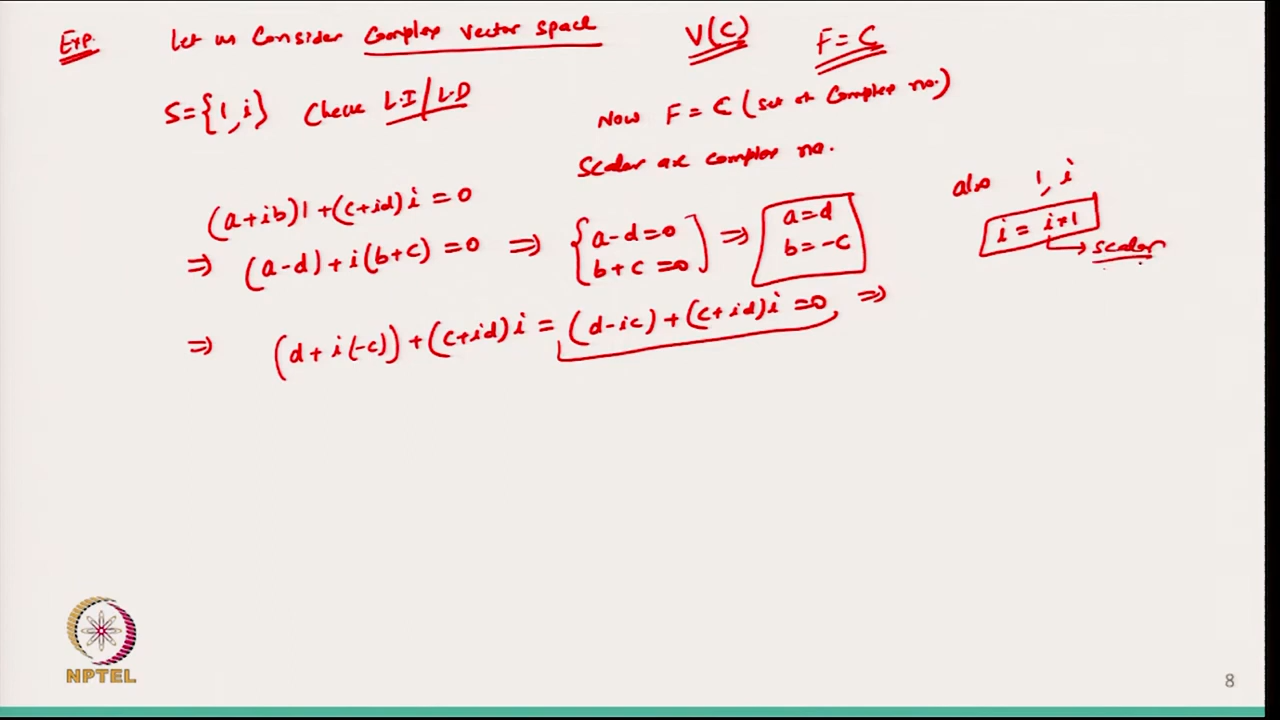 Exp. Let us Consider Complex Vector Space V(C) F=C
S={1,i} Check L.I/L.D
Now F = C (set of Complex no.)
Scalar are complex no.
(a+ib)1+(c+id)i=0
⇒ (a-d)+i(b+c)=0 ⇒ {a-d=0
b+c=0} ⇒ a=d
b=-c
also 1, i
i = i*1
→ scalar
⇒ (d+i(-c))+(c+id)i = (d-ic)+(c+id)i=0 ⇒
NPTEL
8